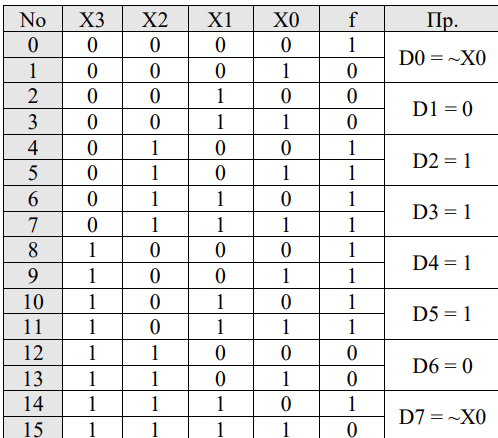 No X3 X2 X1 X0 f Пр.
0 0 0 0 0 1 D0 = ~X0
1 0 0 0 1 0
2 0 0 1 0 0 D1 = 0
3 0 0 1 1 0
4 0 1 0 0 1 D2 = 1
5 0 1 0 1 1
6 0 1 1 0 1 D3 = 1
7 0 1 1 1 1
8 1 0 0 0 1 D4 = 1
9 1 0 0 1 1
10 1 0 1 0 1 D5 = 1
11 1 0 1 1 1
12 1 1 0 0 0 D6 = 0
13 1 1 0 1 0
14 1 1 1 0 1 D7 = ~X0
15 1 1 1 1 0